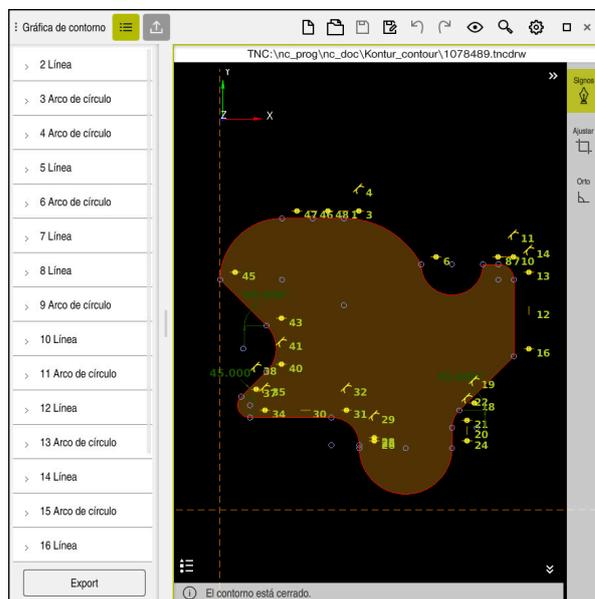 Gráfica de contorno
TNC:\nc_prog\nc_doc\Kontur_contour\1078489.tncdrw
2 Línea
3 Arco de círculo
4 Arco de círculo
5 Línea
6 Arco de círculo
7 Línea
8 Línea
9 Arco de círculo
10 Línea
11 Arco de círculo
12 Línea
13 Arco de círculo
14 Línea
15 Arco de círculo
16 Línea
Export
Y
Z
X
4
47 46 48 1 3
11
6
8 7 10
14
13
45
12
43
41
16
40
38
45.000
19
35
32
22
18
34
30
31
29
21
20
24
Signos
Ajustar
Orto
El contorno está cerrado.